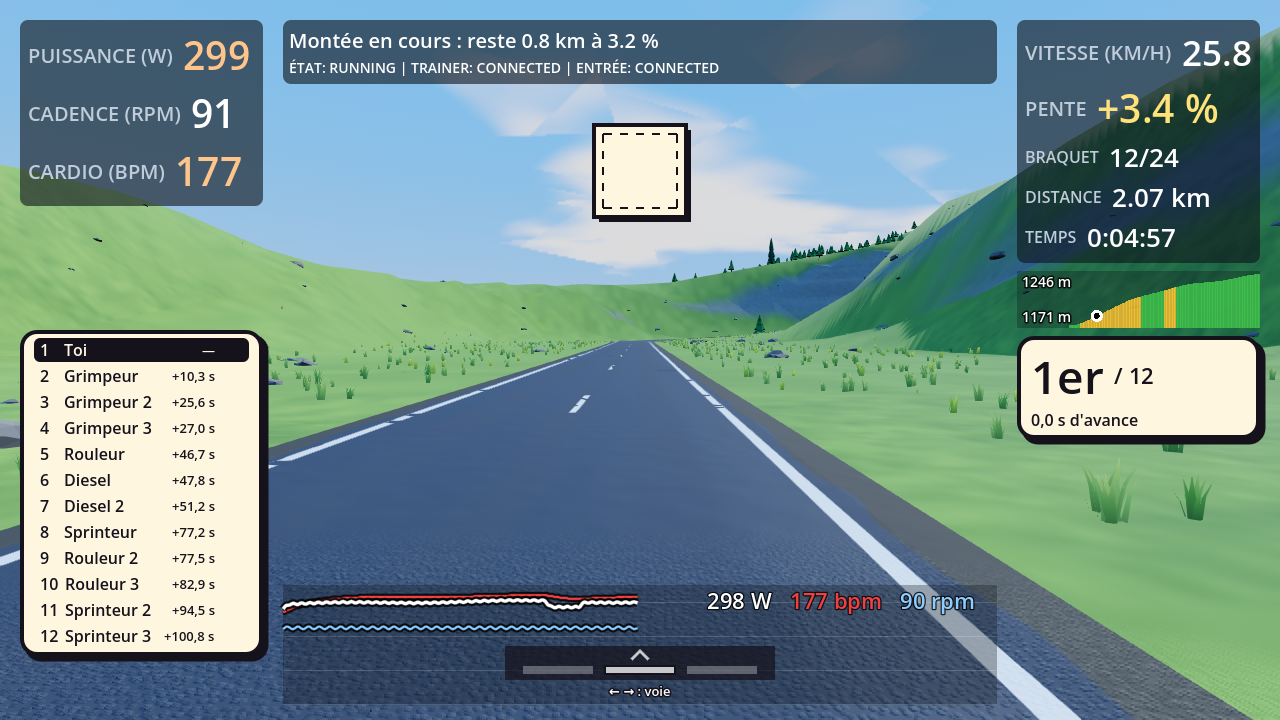 PUISSANCE (W) 299
CADENCE (RPM) 91
CARDIO (BPM) 177
Montée en cours : reste 0.8 km à 3.2 %
ÉTAT: RUNNING | TRAINER: CONNECTED | ENTRÉE: CONNECTED
VITESSE (KM/H) 25.8
PENTE +3.4 %
BRAQUET 12/24
DISTANCE 2.07 km
TEMPS 0:04:57
1246 m
1171 m
1er / 12
0,0 s d'avance
1 Toi —
2 Grimpeur +10,3 s
3 Grimpeur 2 +25,6 s
4 Grimpeur 3 +27,0 s
5 Rouleur +46,7 s
6 Diesel +47,8 s
7 Diesel 2 +51,2 s
8 Sprinteur +77,2 s
9 Rouleur 2 +77,5 s
10 Rouleur 3 +82,9 s
11 Sprinteur 2 +94,5 s
12 Sprinteur 3 +100,8 s
298 W 177 bpm 90 rpm
← → : voie